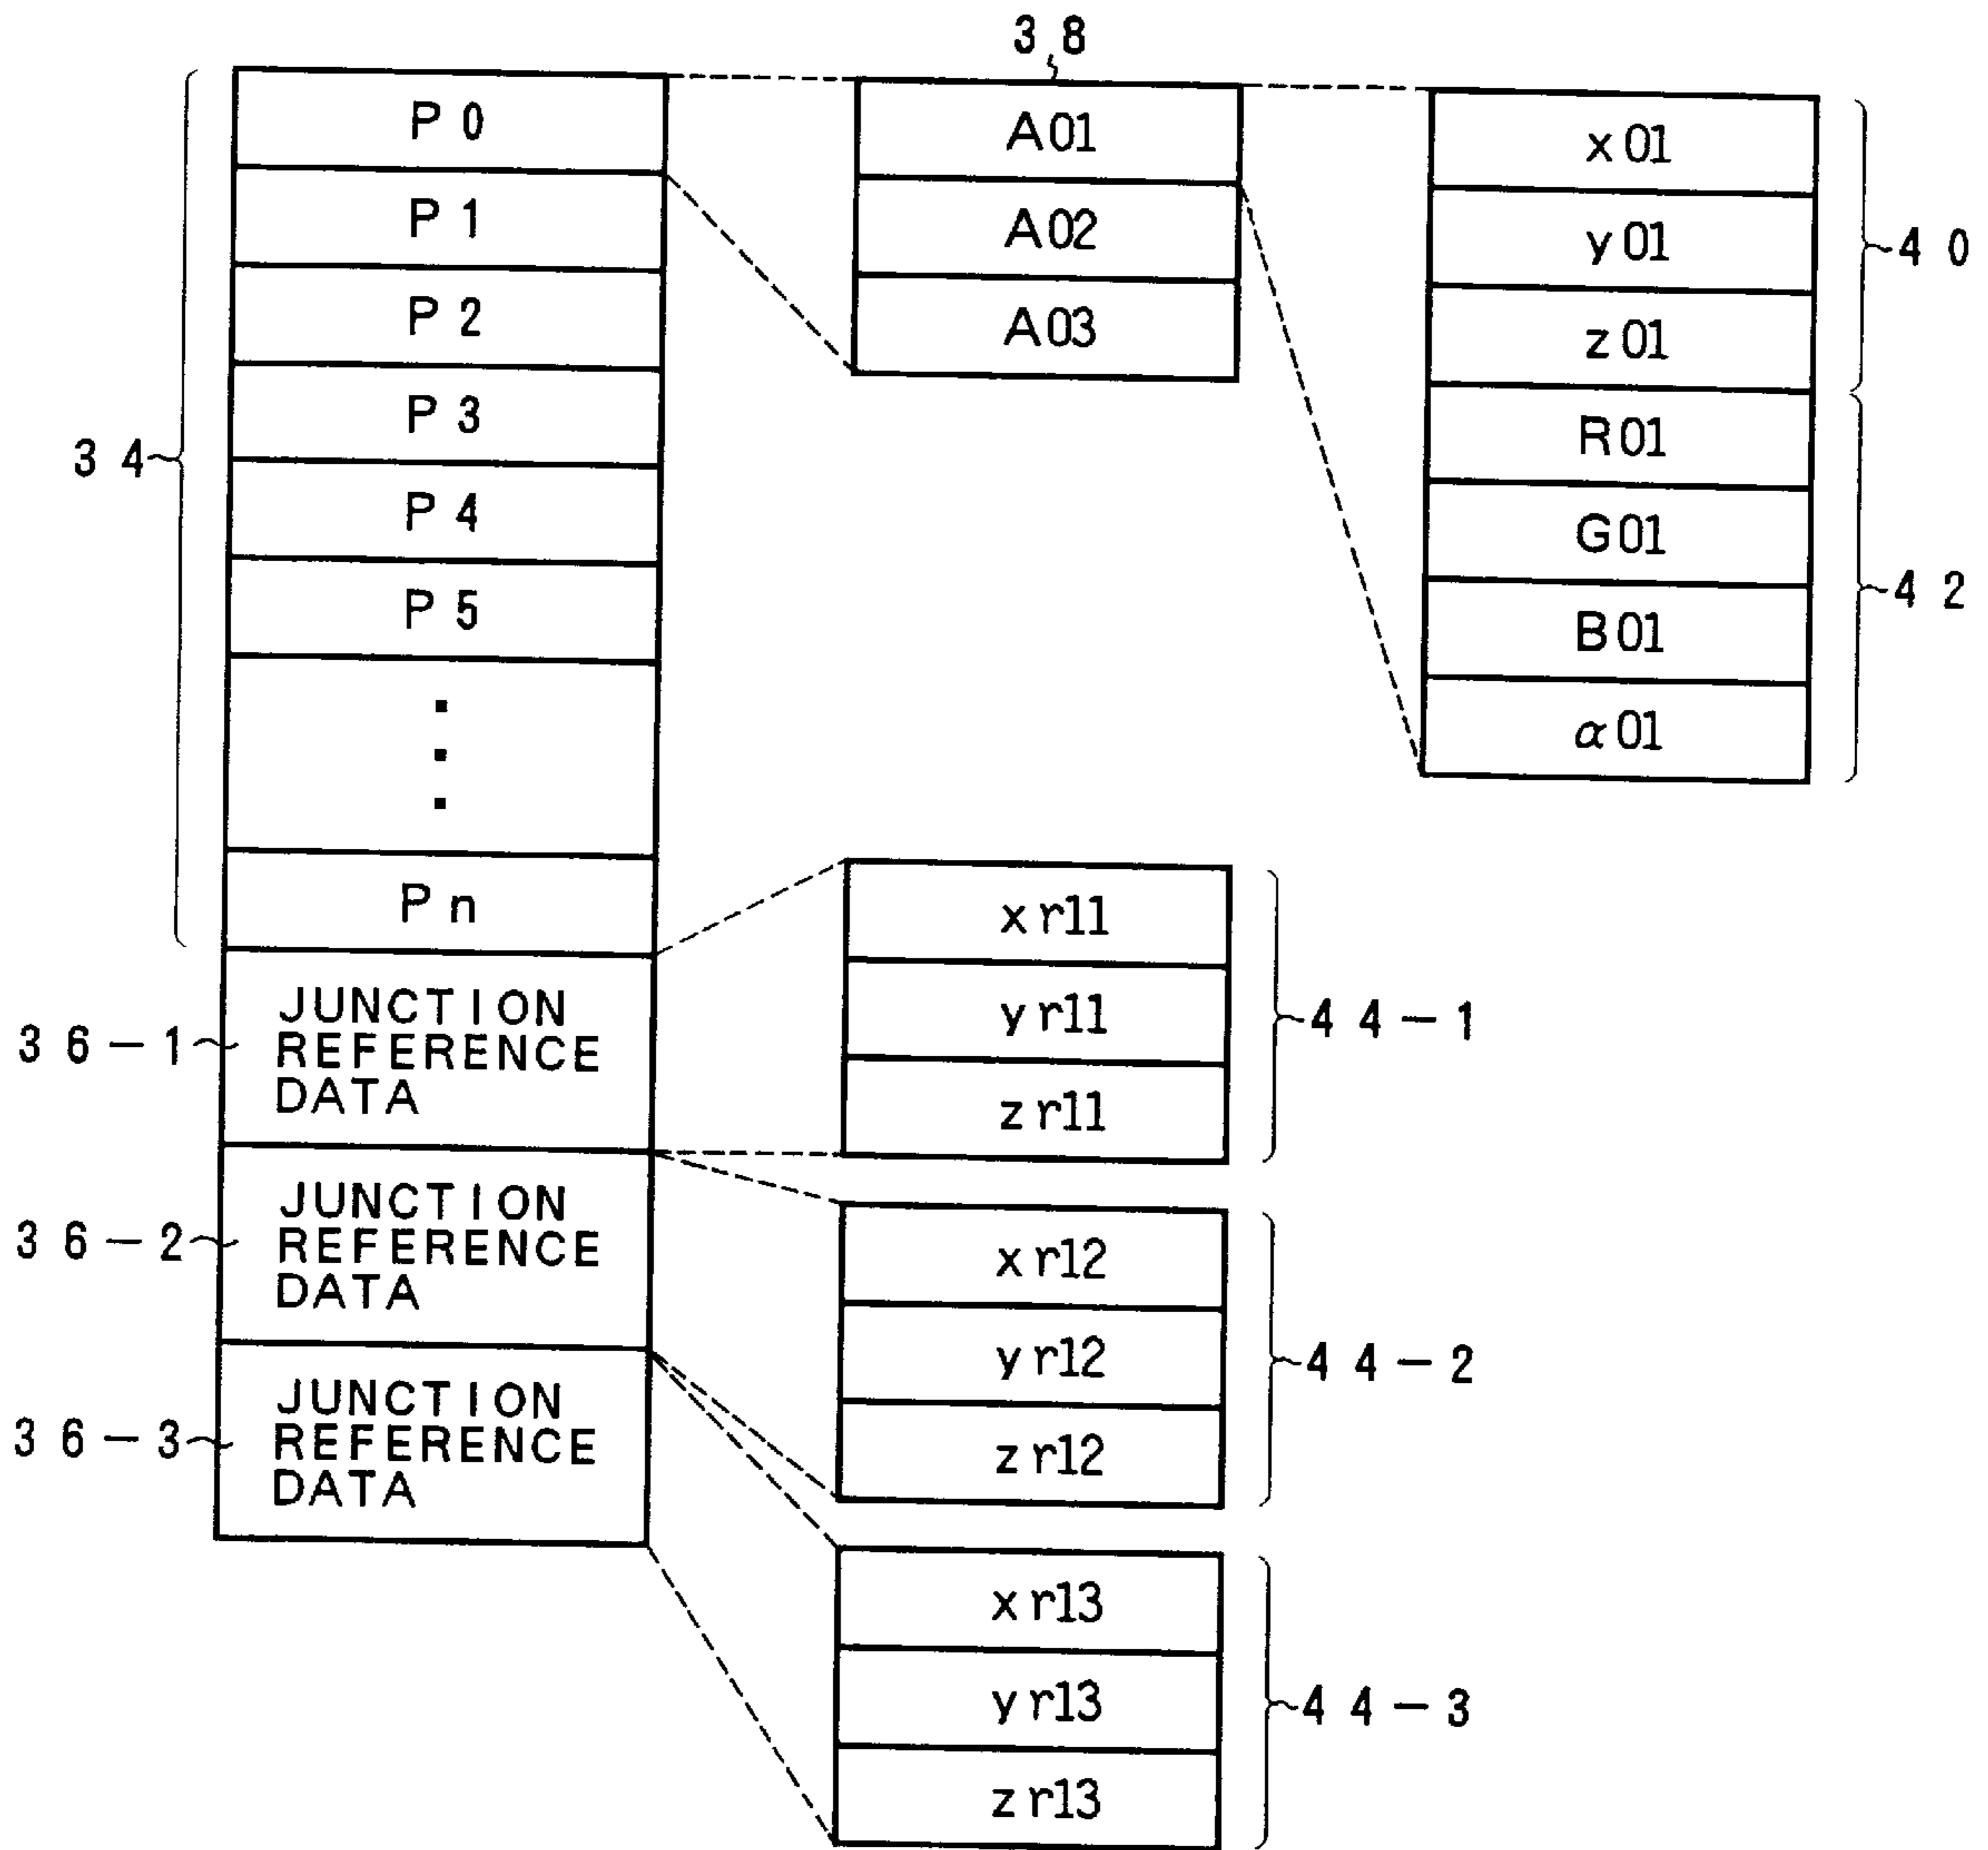 38
P0
P1
P2
P3
P4
P5
Pn
34
A01
A02
A03
x01
y01
z01
R01
G01
B01
α01
40
42
36-1
JUNCTION
REFERENCE
DATA
36-2
JUNCTION
REFERENCE
DATA
36-3
JUNCTION
REFERENCE
DATA
xr11
yr11
zr11
44-1
xr12
yr12
zr12
44-2
xr13
yr13
zr13
44-3